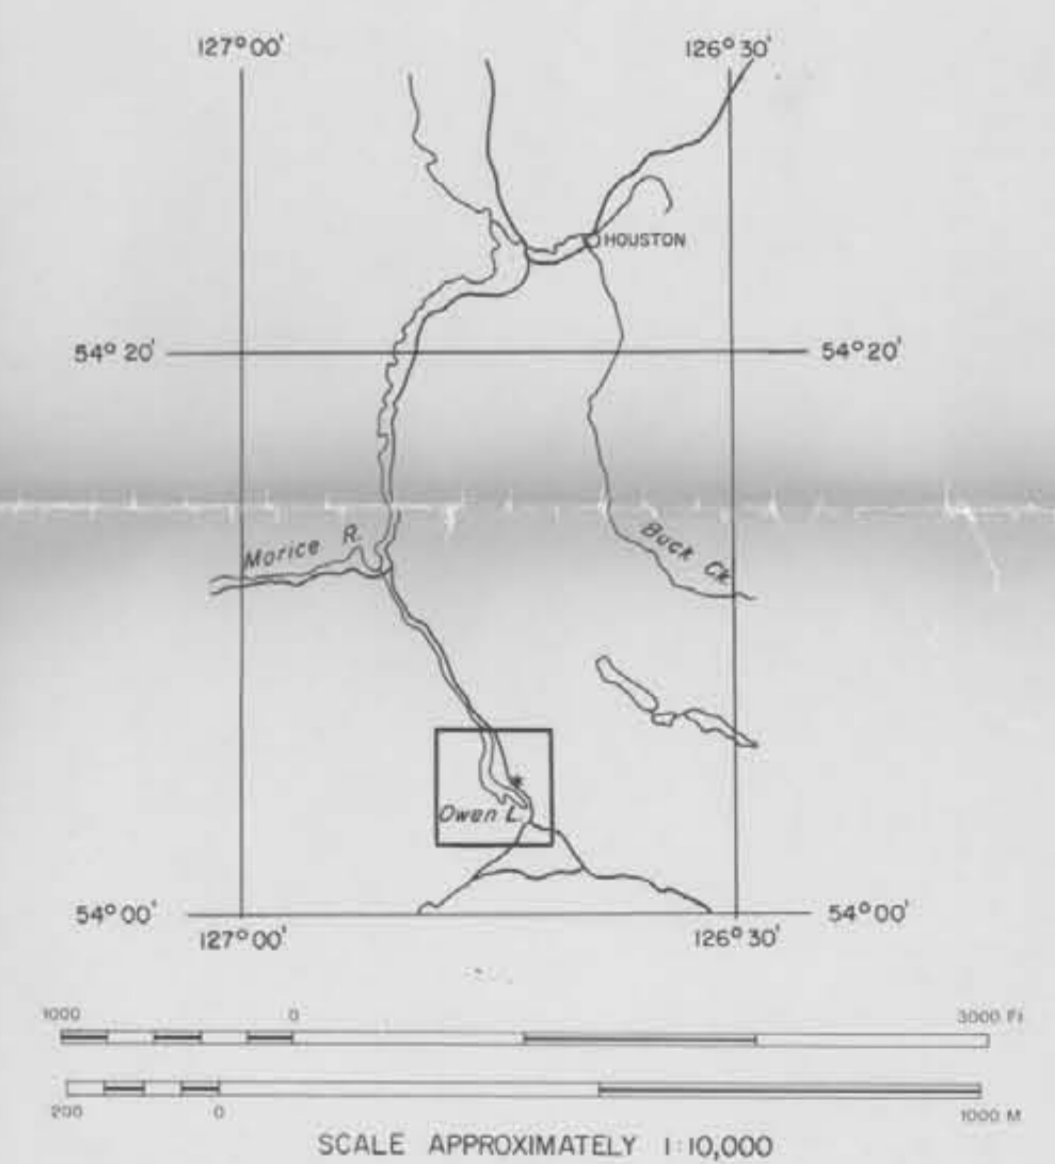 127° 00' 126° 30'
HOUSTON
54° 20' 54° 20'
Morice R.
Buck Ck.
Owen L.
54° 00' 54° 00'
127° 00' 126° 30'
1000 0 3000 Ft
200 0 1000 M
SCALE APPROXIMATELY 1:10,000